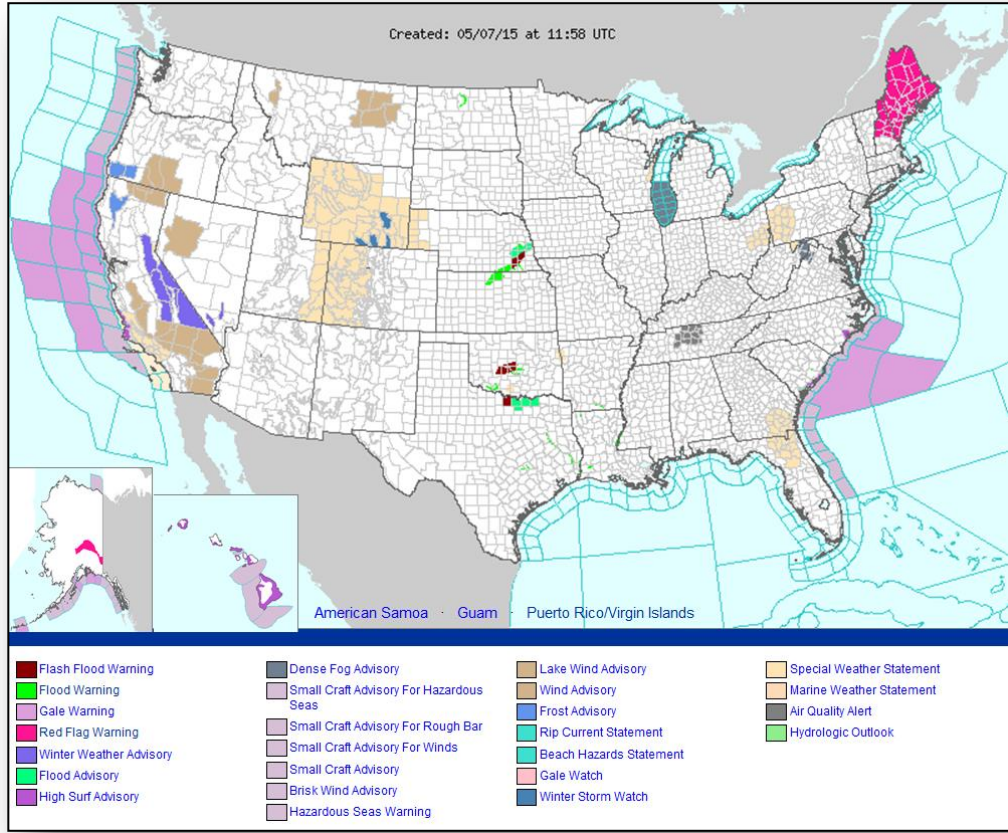 Created: 05/07/15 at 11:58 UTC
American Samoa · Guam · Puerto Rico/Virgin Islands
Flash Flood Warning
Flood Warning
Gale Warning
Red Flag Warning
Winter Weather Advisory
Flood Advisory
High Surf Advisory
Dense Fog Advisory
Small Craft Advisory For Hazardous
Seas
Small Craft Advisory For Rough Bar
Small Craft Advisory For Winds
Small Craft Advisory
Brisk Wind Advisory
Hazardous Seas Warning
Lake Wind Advisory
Wind Advisory
Frost Advisory
Rip Current Statement
Beach Hazards Statement
Gale Watch
Winter Storm Watch
Special Weather Statement
Marine Weather Statement
Air Quality Alert
Hydrologic Outlook